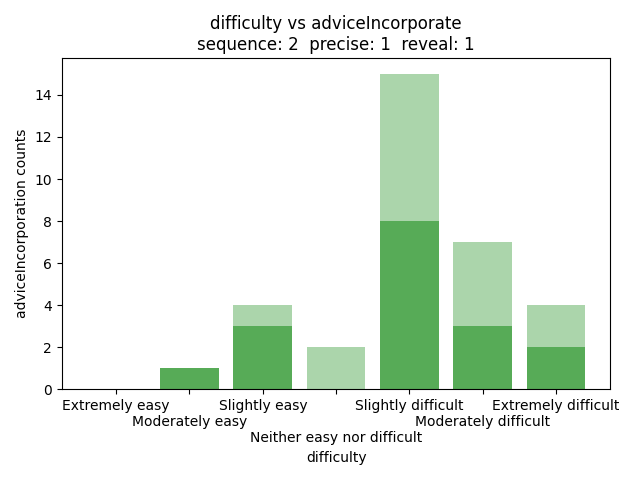 difficulty vs adviceIncorporate
sequence: 2  precise: 1  reveal: 1
adviceIncorporation counts
14
12
10
8
6
4
2
0
Extremely easy
Moderately easy
Slightly easy
Neither easy nor difficult
Slightly difficult
Moderately difficult
Extremely difficult
difficulty